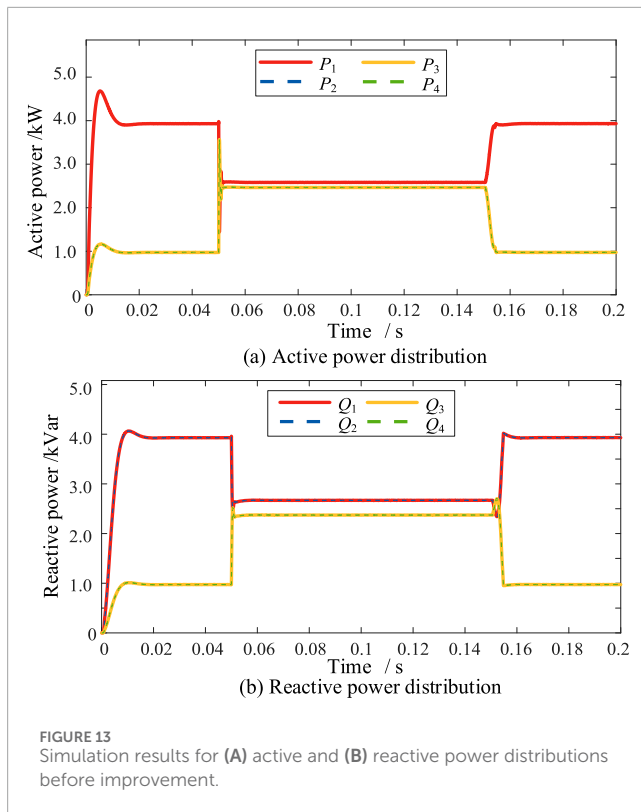 P1 P3
P2 P4
5.0
4.0
3.0
2.0
1.0
0
Active power /kW
0 0.02 0.04 0.06 0.08 0.1 0.12 0.14 0.16 0.18 0.2
Time / s
(a) Active power distribution
Q1 Q3
Q2 Q4
5.0
4.0
3.0
2.0
1.0
0
Reactive power /kVar
0 0.02 0.04 0.06 0.08 0.1 0.12 0.14 0.16 0.18 0.2
Time / s
(b) Reactive power distribution
FIGURE 13
Simulation results for (A) active and (B) reactive power distributions
before improvement.